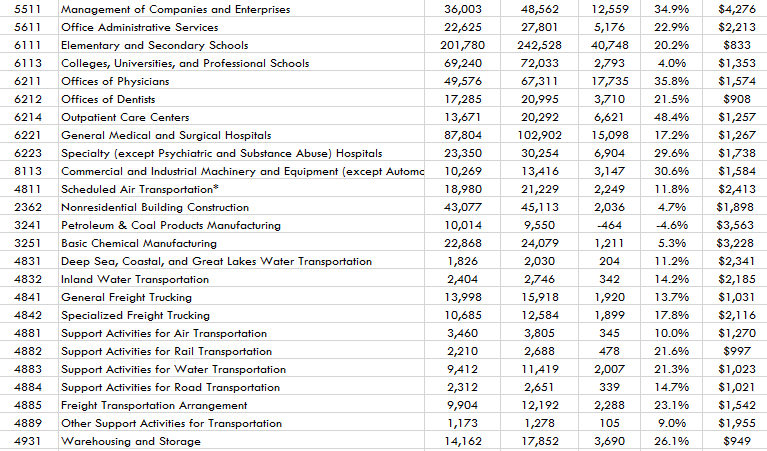 5511 Management of Companies and Enterprises 36,003 48,562 12,559 34.9% $4,276
5611 Office Administrative Services 22,625 27,801 5,176 22.9% $2,213
6111 Elementary and Secondary Schools 201,780 242,528 40,748 20.2% $833
6113 Colleges, Universities, and Professional Schools 69,240 72,033 2,793 4.0% $1,353
6211 Offices of Physicians 49,576 67,311 17,735 35.8% $1,574
6212 Offices of Dentists 17,285 20,995 3,710 21.5% $908
6214 Outpatient Care Centers 13,671 20,292 6,621 48.4% $1,257
6221 General Medical and Surgical Hospitals 87,804 102,902 15,098 17.2% $1,267
6223 Specialty (except Psychiatric and Substance Abuse) Hospitals 23,350 30,254 6,904 29.6% $1,738
8113 Commercial and Industrial Machinery and Equipment (except Automo 10,269 13,416 3,147 30.6% $1,584
4811 Scheduled Air Transportation* 18,980 21,229 2,249 11.8% $2,413
2362 Nonresidential Building Construction 43,077 45,113 2,036 4.7% $1,898
3241 Petroleum & Coal Products Manufacturing 10,014 9,550 -464 -4.6% $3,563
3251 Basic Chemical Manufacturing 22,868 24,079 1,211 5.3% $3,228
4831 Deep Sea, Coastal, and Great Lakes Water Transportation 1,826 2,030 204 11.2% $2,341
4832 Inland Water Transportation 2,404 2,746 342 14.2% $2,185
4841 General Freight Trucking 13,998 15,918 1,920 13.7% $1,031
4842 Specialized Freight Trucking 10,685 12,584 1,899 17.8% $2,116
4881 Support Activities for Air Transportation 3,460 3,805 345 10.0% $1,270
4882 Support Activities for Rail Transportation 2,210 2,688 478 21.6% $997
4883 Support Activities for Water Transportation 9,412 11,419 2,007 21.3% $1,023
4884 Support Activities for Road Transportation 2,312 2,651 339 14.7% $1,021
4885 Freight Transportation Arrangement 9,904 12,192 2,288 23.1% $1,542
4889 Other Support Activities for Transportation 1,173 1,278 105 9.0% $1,955
4931 Warehousing and Storage 14,162 17,852 3,690 26.1% $949